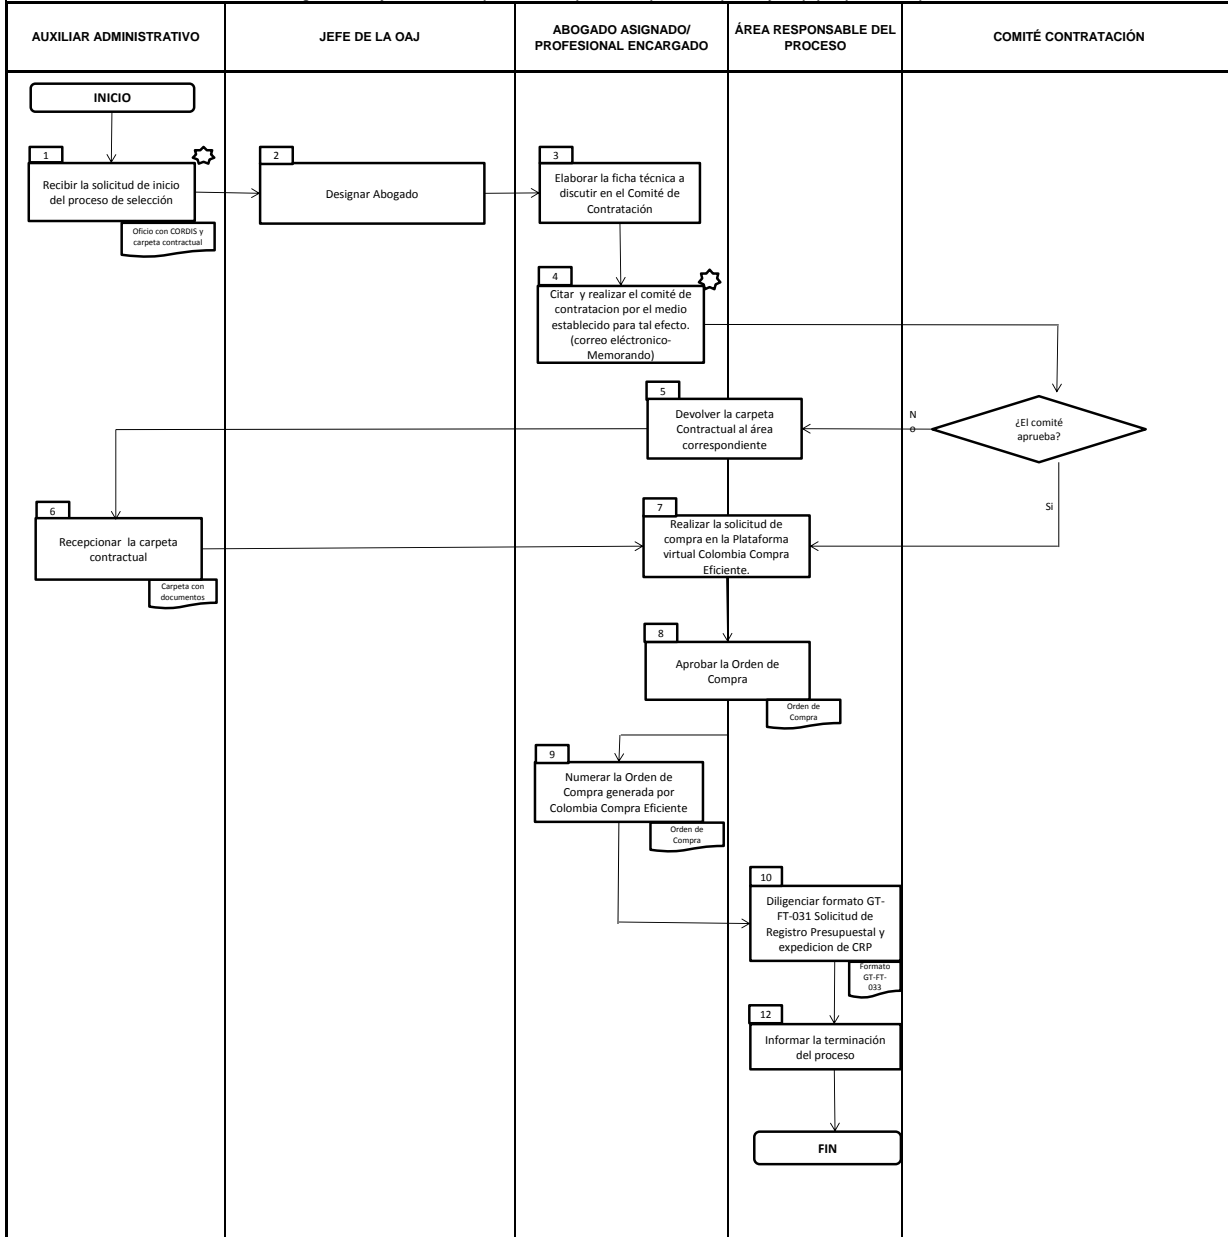 AUXILIAR ADMINISTRATIVO
JEFE DE LA OAJ
ABOGADO ASIGNADO/
PROFESIONAL ENCARGADO
ÁREA RESPONSABLE DEL
PROCESO
COMITÉ CONTRATACIÓN
INICIO
1
Recibir la solicitud de inicio
del proceso de selección
Oficio con CORDIS y
carpeta contractual
2
Designar Abogado
3
Elaborar la ficha técnica a
discutir en el Comité de
Contratación
4
Citar y realizar el comité de
contratacion por el medio
establecido para tal efecto.
(correo eléctronico-
Memorando)
5
Devolver la carpeta
Contractual al área
correspondiente
N
o
¿El comité
aprueba?
Si
6
Recepcionar la carpeta
contractual
Carpeta con
documentos
7
Realizar la solicitud de
compra en la Plataforma
virtual Colombia Compra
Eficiente.
8
Aprobar la Orden de
Compra
Orden de
Compra
9
Numerar la Orden de
Compra generada por
Colombia Compra Eficiente
Orden de
Compra
10
Diligenciar formato GT-
FT-031 Solicitud de
Registro Presupuestal y
expedicion de CRP
Formato
GT-FT-
033
12
Informar la terminación
del proceso
FIN